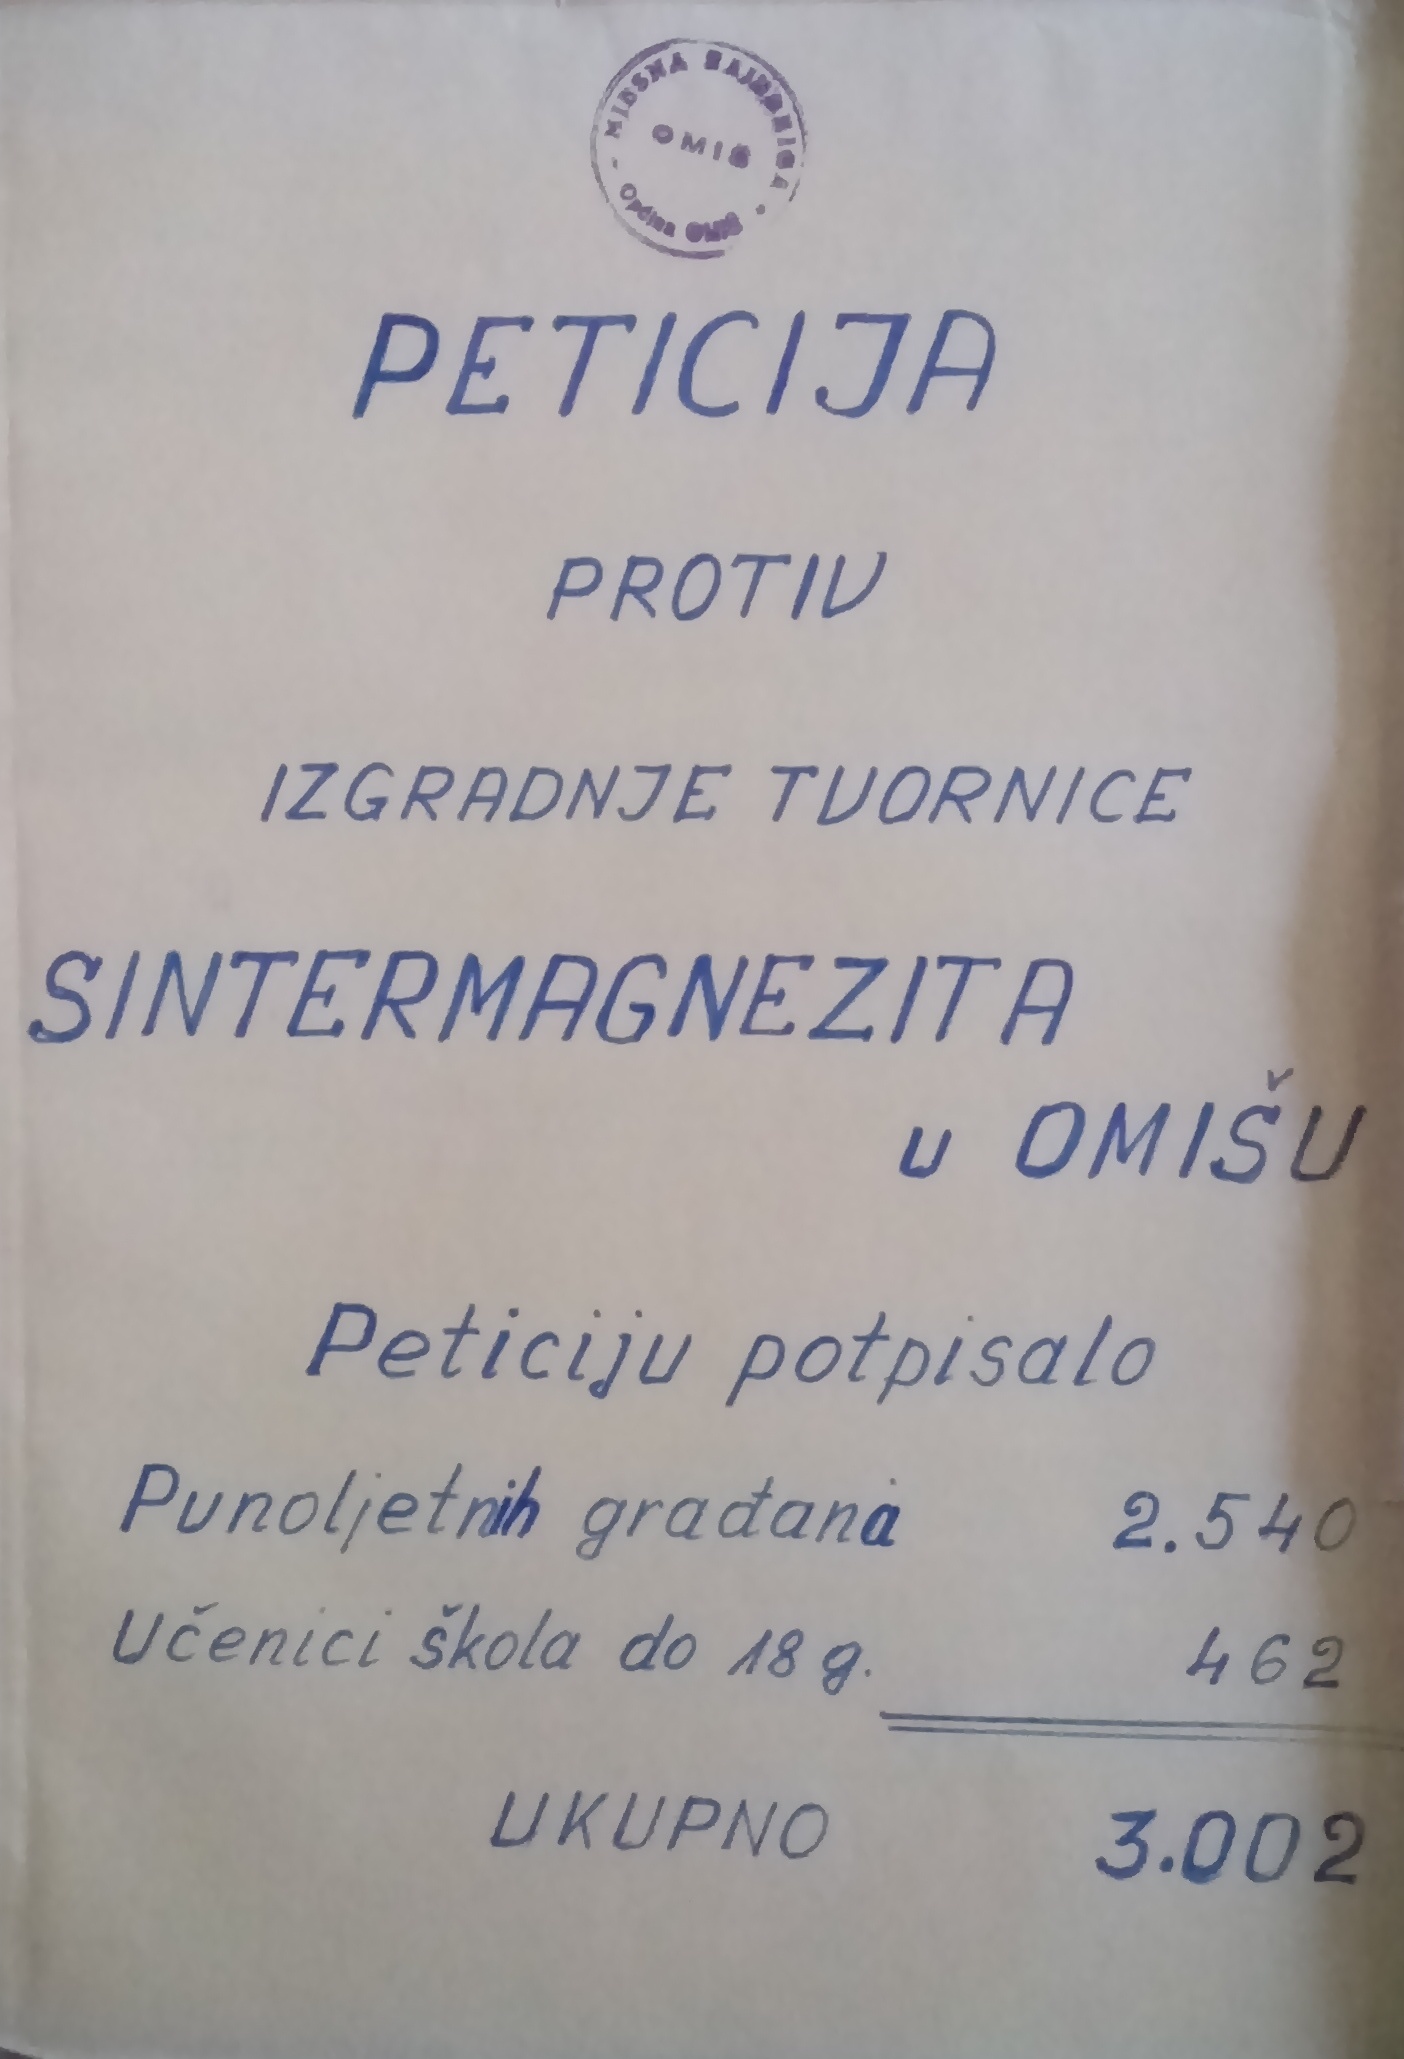 MJESNA ZAJEDNICA
OMIŠ
Općina OMIŠ
PETICIJA
PROTIV
IZGRADNJE TVORNICE
SINTERMAGNEZITA
u OMIŠU
Peticiju potpisalo
Punoljetnih građana 2.540
Učenici škola do 18 g. 462
UKUPNO 3.002